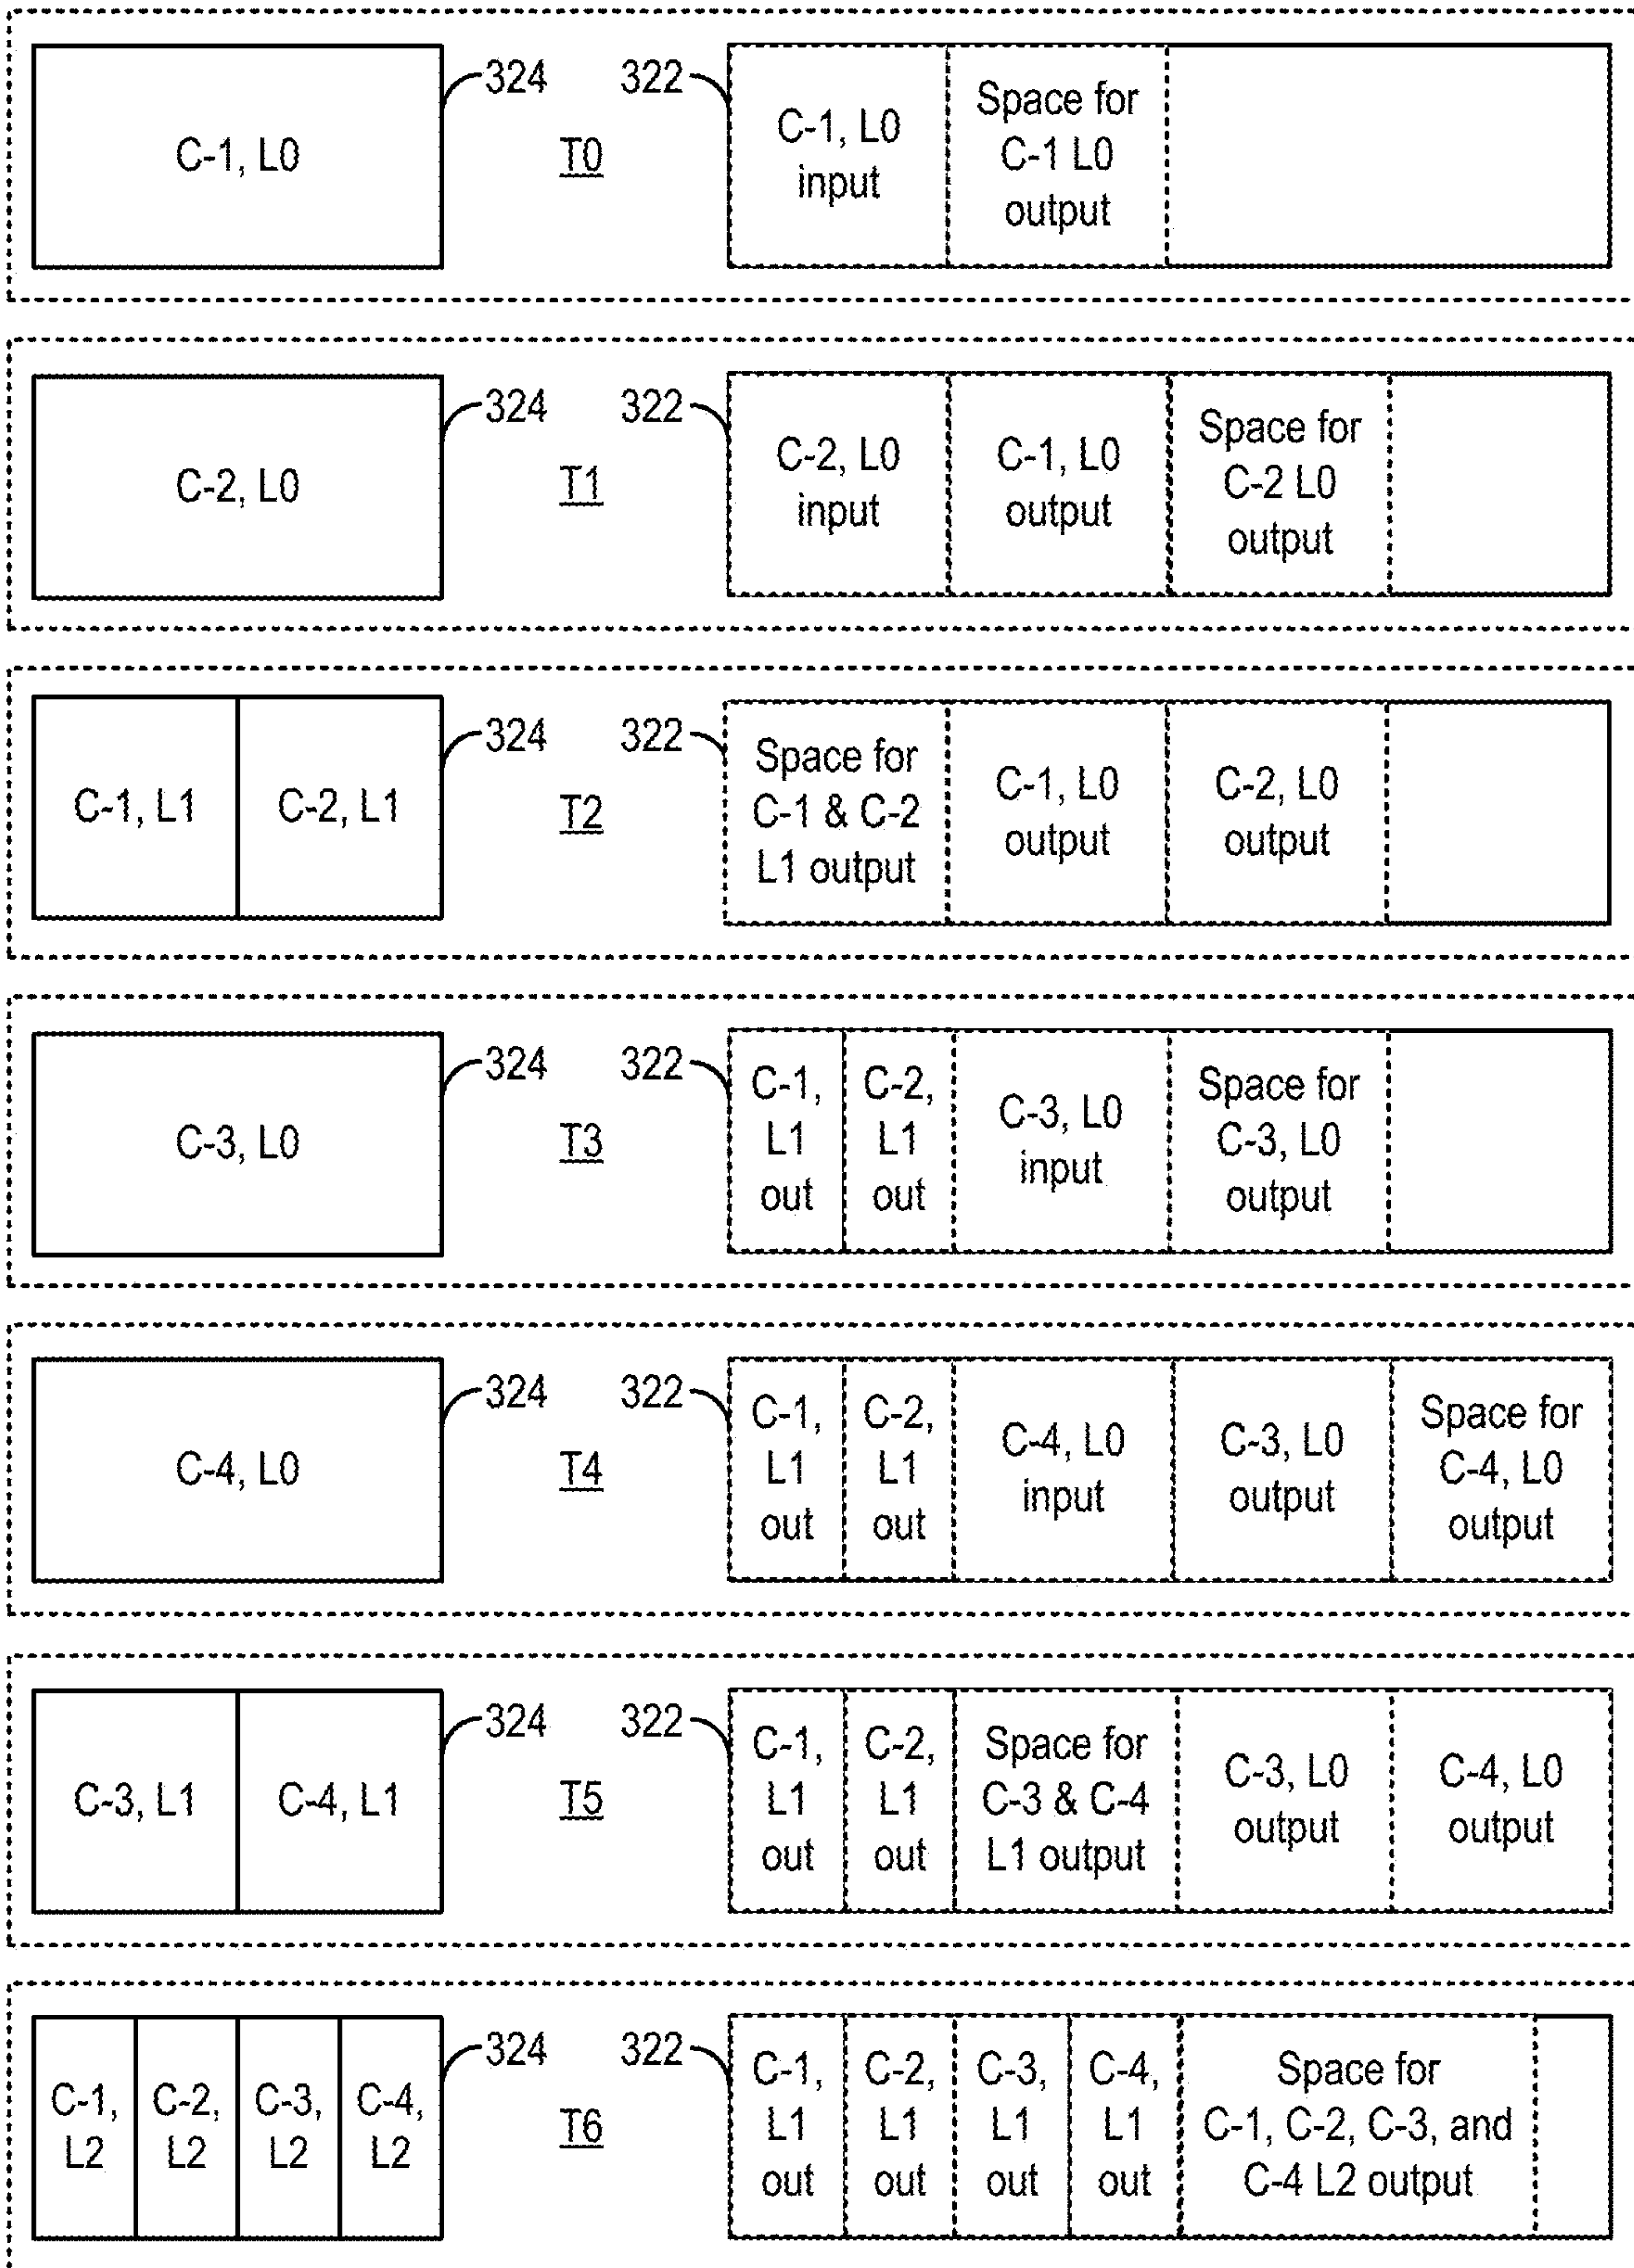 324
322
C-1, L0
T0
C-1, L0
input
Space for
C-1 L0
output
324
322
C-2, L0
T1
C-2, L0
input
C-1, L0
output
Space for
C-2 L0
output
324
322
C-1, L1
C-2, L1
T2
Space for
C-1 & C-2
L1 output
C-1, L0
output
C-2, L0
output
324
322
C-3, L0
T3
C-1,
L1
out
C-2,
L1
out
C-3, L0
input
Space for
C-3, L0
output
324
322
C-4, L0
T4
C-1,
L1
out
C-2,
L1
out
C-4, L0
input
C-3, L0
output
Space for
C-4, L0
output
324
322
C-3, L1
C-4, L1
T5
C-1,
L1
out
C-2,
L1
out
Space for
C-3 & C-4
L1 output
C-3, L0
output
C-4, L0
output
324
322
C-1,
L2
C-2,
L2
C-3,
L2
C-4,
L2
T6
C-1,
L1
out
C-2,
L1
out
C-3,
L1
out
C-4,
L1
out
Space for
C-1, C-2, C-3, and
C-4 L2 output